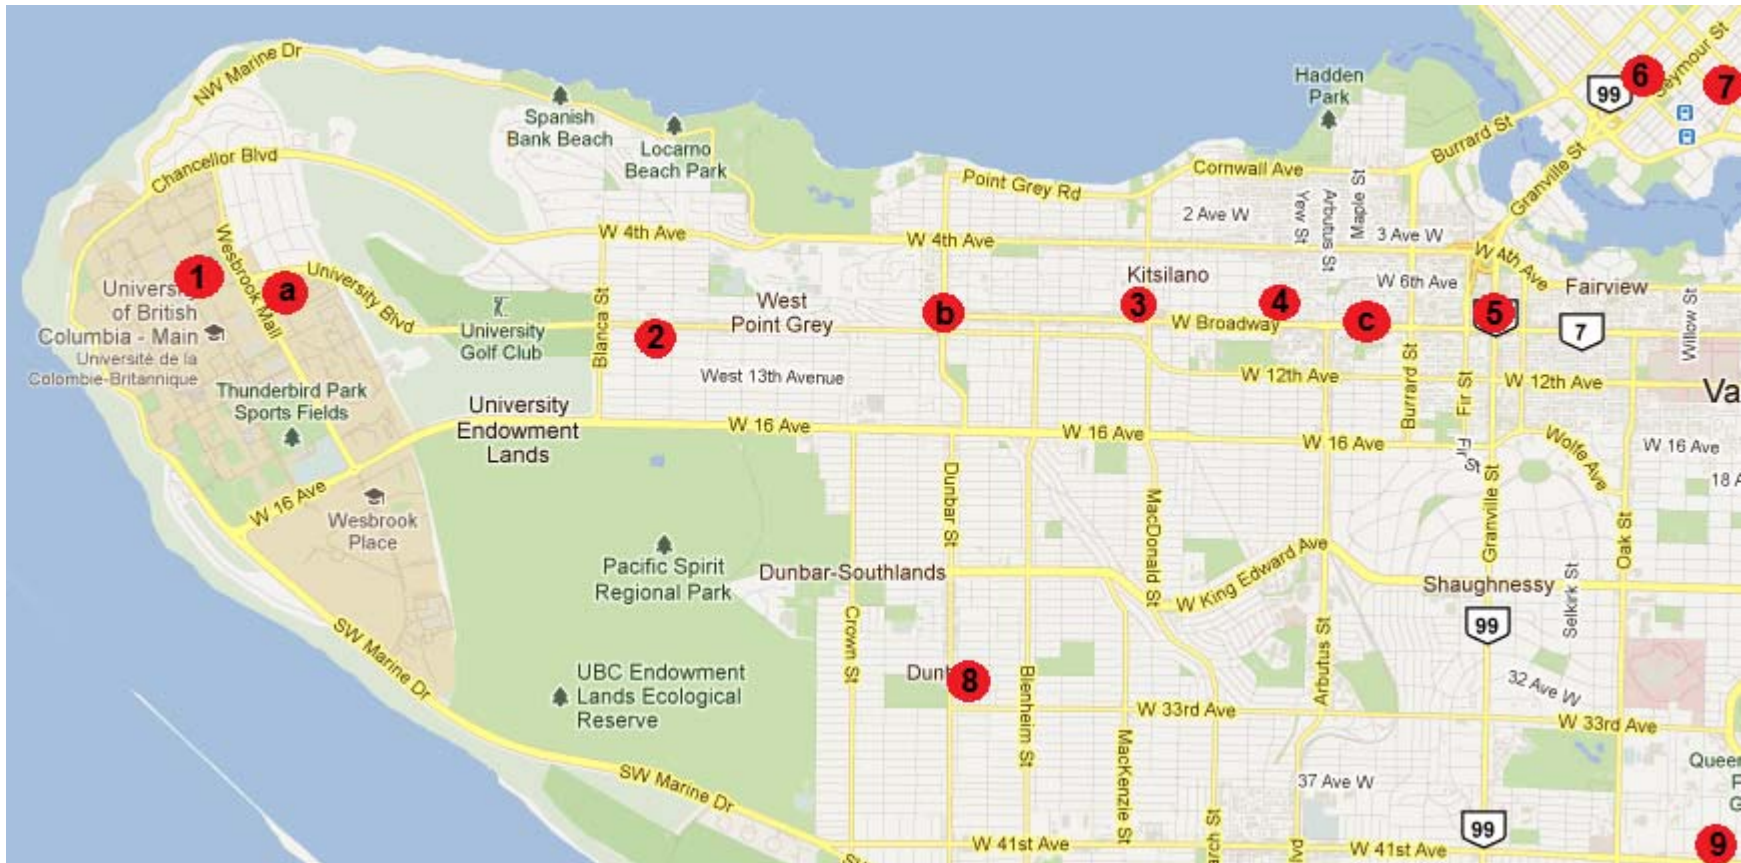 NW Marine Dr
Chancellor Blvd
Spanish
Bank Beach
Locarno
Beach Park
Hadden
Park
Burrard St
Seymour St
99
6
7
Granville St
Cornwall Ave
Point Grey Rd
2 Ave W
Yew St
Arbutus St
Maple St
3 Ave W
W 4th Ave
W 4th Ave
W 4th Ave
Wesbrook Mall
1
a
University Blvd
University
of British
Columbia - Main
Université de la
Colombie-Britannique
University
Golf Club
Blanca St
2
West
Point Grey
b
Kitsilano
3
4
W Broadway
c
W 6th Ave
5
Fairview
7
Willow St
Thunderbird Park
Sports Fields
West 13th Avenue
W 12th Ave
Burrard St
Fir St
W 12th Ave
Va
University
Endowment
Lands
W 16 Ave
W 16 Ave
W 16 Ave
Fir St
Wolfe Ave
W 16 Ave
18 A
W 16 Ave
Wesbrook
Place
Dunbar St
MacDonald St
Granville St
Oak St
Pacific Spirit
Regional Park
Dunbar-Southlands
W King Edward Ave
Shaughnessy
Selkirk St
99
SW Marine Dr
Crown St
Arbutus St
UBC Endowment
Lands Ecological
Reserve
Dunb
8
Blenheim St
32 Ave W
W 33rd Ave
W 33rd Ave
MacKenzie St
SW Marine Dr
37 Ave W
Queen
F
G
99
W 41st Ave
arch St
lvd
W 41st Ave
9
SW